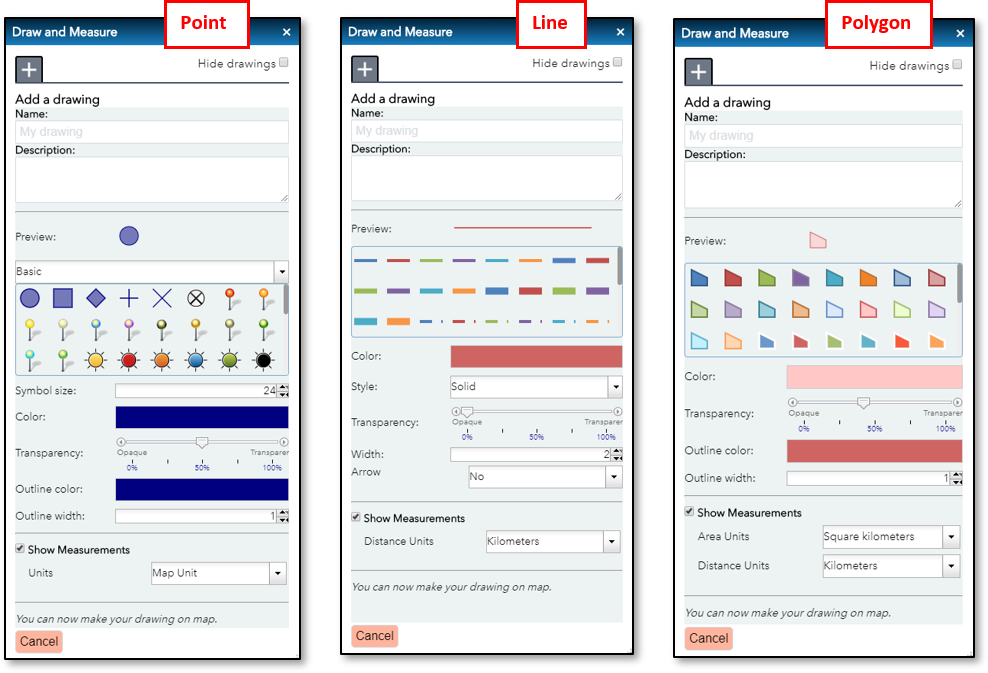 Point
Draw and Measure ×
+ Hide drawings
Add a drawing
Name:
My drawing
Description:
Preview:
Basic
Symbol size: 24
Color:
Transparency:
Opaque Transparer
0% 50% 100%
Outline color:
Outline width: 1
Show Measurements
Units Map Unit
You can now make your drawing on map.
Cancel
Line
Draw and Measure ×
+ Hide drawings
Add a drawing
Name:
My drawing
Description:
Preview:
Color:
Style: Solid
Transparency:
Opaque Transparer
0% 50% 100%
Width: 2
Arrow No
Show Measurements
Distance Units Kilometers
You can now make your drawing on map.
Cancel
Polygon
Draw and Measure ×
+ Hide drawings
Add a drawing
Name:
My drawing
Description:
Preview:
Color:
Transparency:
Opaque Transparer
0% 50% 100%
Outline color:
Outline width: 1
Show Measurements
Area Units Square kilometers
Distance Units Kilometers
You can now make your drawing on map.
Cancel